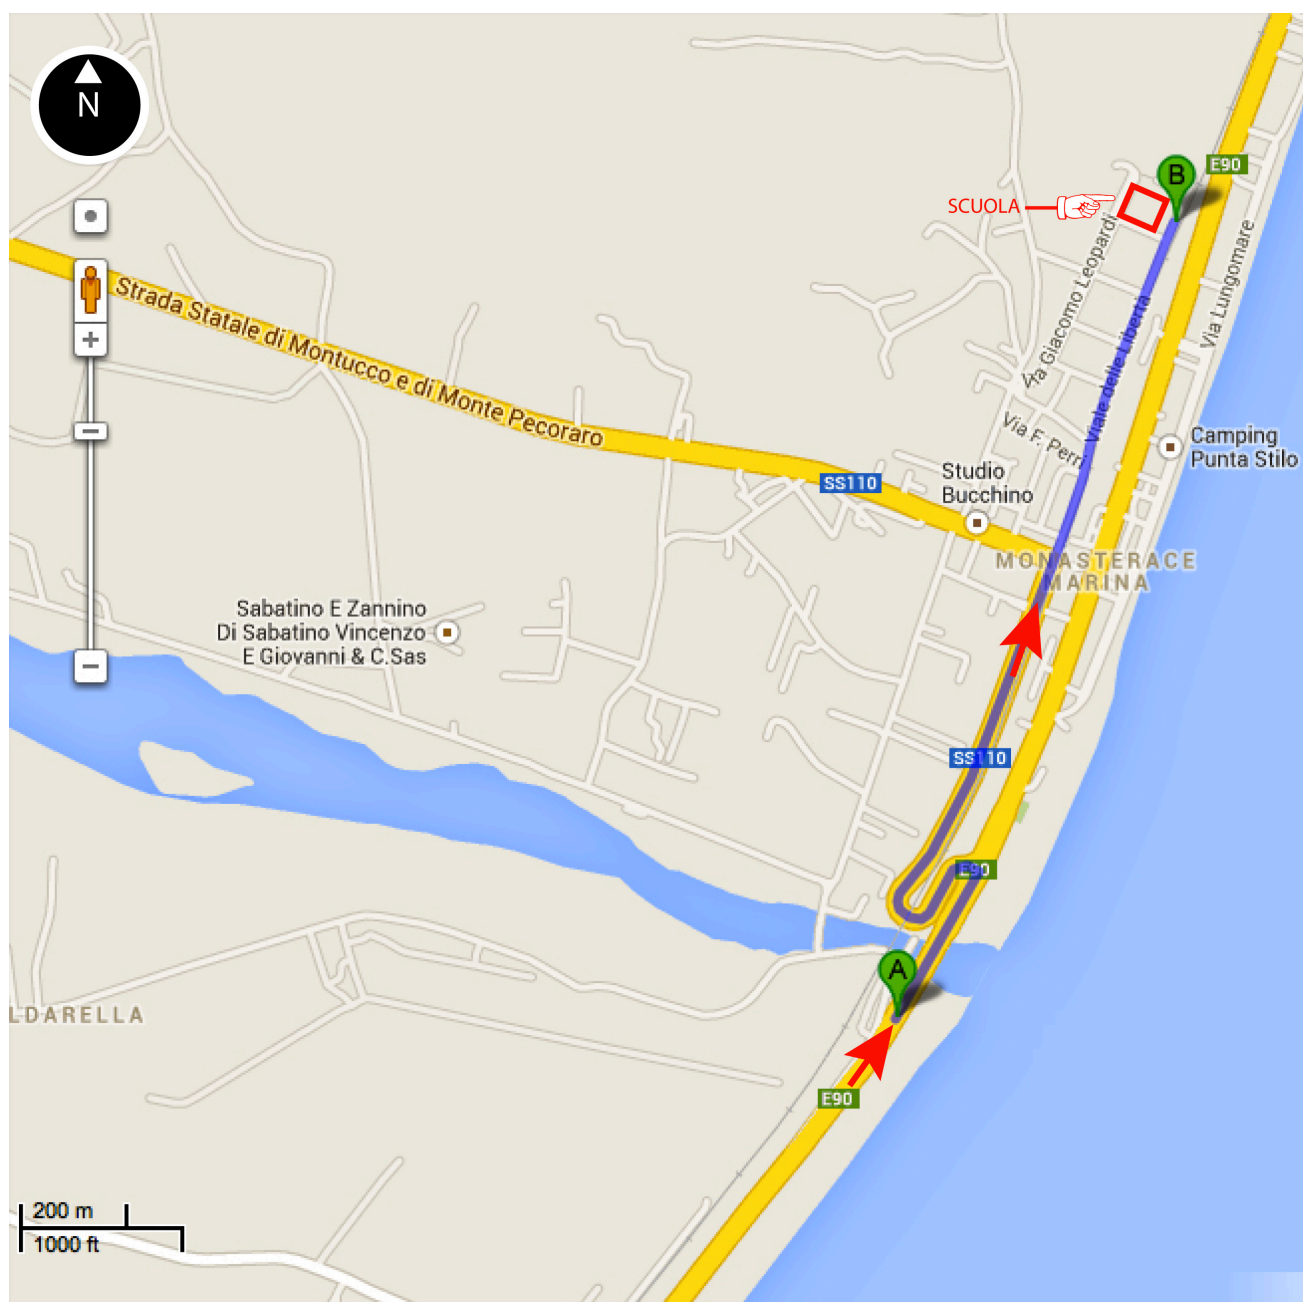 N
B
E90
SCUOLA
Via Giacomo Leopardi
Via Lungomare
Strada Statale di Montucco e di Monte Pecoraro
Viale delle Libertà
Via F. Perri
Camping
Punta Stilo
Studio
Bucchino
SS110
MONASTERACE
MARINA
Sabatino E Zannino
Di Sabatino Vincenzo
E Giovanni & C.Sas
SS110
E90
A
LDARELLA
E90
200 m
1000 ft